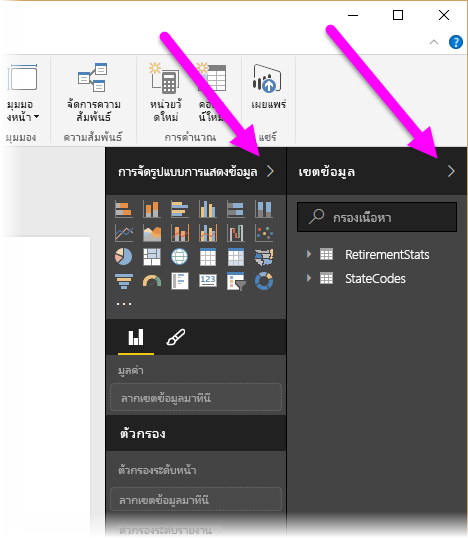 มุมมอ
งหน้า
จัดการความ
สัมพันธ์
หน่วยวั
ดใหม่
คอ
น์ใหม่
เผยแพร่
มุมมอง
ความสัมพันธ์
การคำนวณ
แชร์
การจัดรูปแบบการแสดงข้อมูล
เขตข้อมูล
กรองเนื้อหา
RetirementStats
StateCodes
123
มูลค่า
ลากเขตข้อมูลมาที่นี่
ตัวกรอง
ตัวกรองระดับหน้า
ลากเขตข้อมูลมาที่นี่
ตัวกรองระดับรายงาน